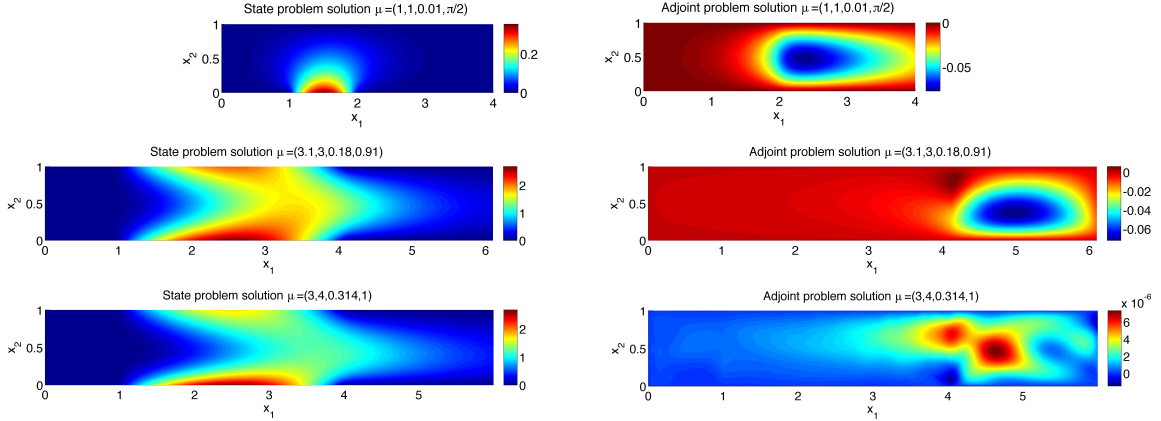 State problem solution μ =(1,1,0.01,π/2)
1
0.5
0
x2
0 1 2 3 4
x1
0.2
0
Adjoint problem solution μ =(1,1,0.01,π/2)
1
0.5
0
x2
0 1 2 3 4
x1
0
-0.05
State problem solution μ =(3.1,3,0.18,0.91)
1
0.5
0
x2
0 1 2 3 4 5 6
x1
2
1
0
Adjoint problem solution μ =(3.1,3,0.18,0.91)
1
0.5
0
x2
0 1 2 3 4 5 6
x1
0
-0.02
-0.04
-0.06
State problem solution μ =(3,4,0.314,1)
1
0.5
0
x2
0 1 2 3 4 5
x1
2
1
0
Adjoint problem solution μ =(3,4,0.314,1)
1
0.5
0
x2
0 1 2 3 4 5
x1
x 10^-6
6
4
2
0